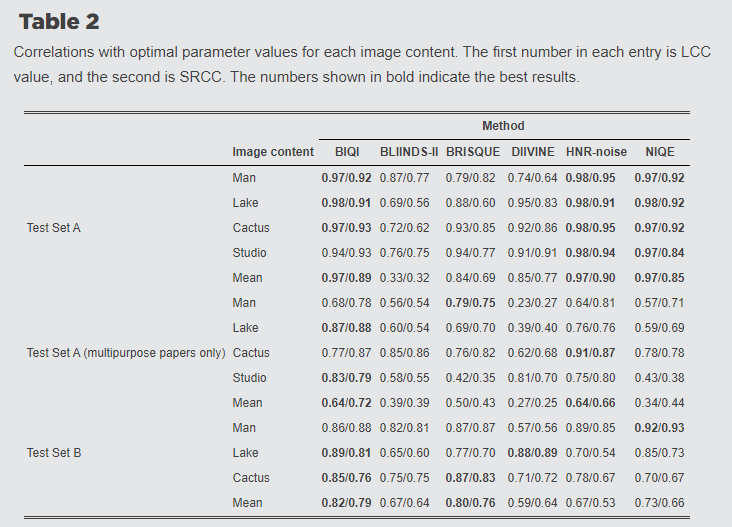 Table 2
Correlations with optimal parameter values for each image content. The first number in each entry is LCC
value, and the second is SRCC. The numbers shown in bold indicate the best results.
Method
Image content BIQI BLIINDS-II BRISQUE DIIVINE HNR-noise NIQE
Man 0.97/0.92 0.87/0.77 0.79/0.82 0.74/0.64 0.98/0.95 0.97/0.92
Lake 0.98/0.91 0.69/0.56 0.88/0.60 0.95/0.83 0.98/0.91 0.98/0.92
Test Set A Cactus 0.97/0.93 0.72/0.62 0.93/0.85 0.92/0.86 0.98/0.95 0.97/0.92
Studio 0.94/0.93 0.76/0.75 0.94/0.77 0.91/0.91 0.98/0.94 0.97/0.84
Mean 0.97/0.89 0.33/0.32 0.84/0.69 0.85/0.77 0.97/0.90 0.97/0.85
Man 0.68/0.78 0.56/0.54 0.79/0.75 0.23/0.27 0.64/0.81 0.57/0.71
Lake 0.87/0.88 0.60/0.54 0.69/0.70 0.39/0.40 0.76/0.76 0.59/0.69
Test Set A (multipurpose papers only) Cactus 0.77/0.87 0.85/0.86 0.76/0.82 0.62/0.68 0.91/0.87 0.78/0.78
Studio 0.83/0.79 0.58/0.55 0.42/0.35 0.81/0.70 0.75/0.80 0.43/0.38
Mean 0.64/0.72 0.39/0.39 0.50/0.43 0.27/0.25 0.64/0.66 0.34/0.44
Man 0.86/0.88 0.82/0.81 0.87/0.87 0.57/0.56 0.89/0.85 0.92/0.93
Test Set B Lake 0.89/0.81 0.65/0.60 0.77/0.70 0.88/0.89 0.70/0.54 0.85/0.73
Cactus 0.85/0.76 0.75/0.75 0.87/0.83 0.71/0.72 0.78/0.67 0.70/0.67
Mean 0.82/0.79 0.67/0.64 0.80/0.76 0.59/0.64 0.67/0.53 0.73/0.66